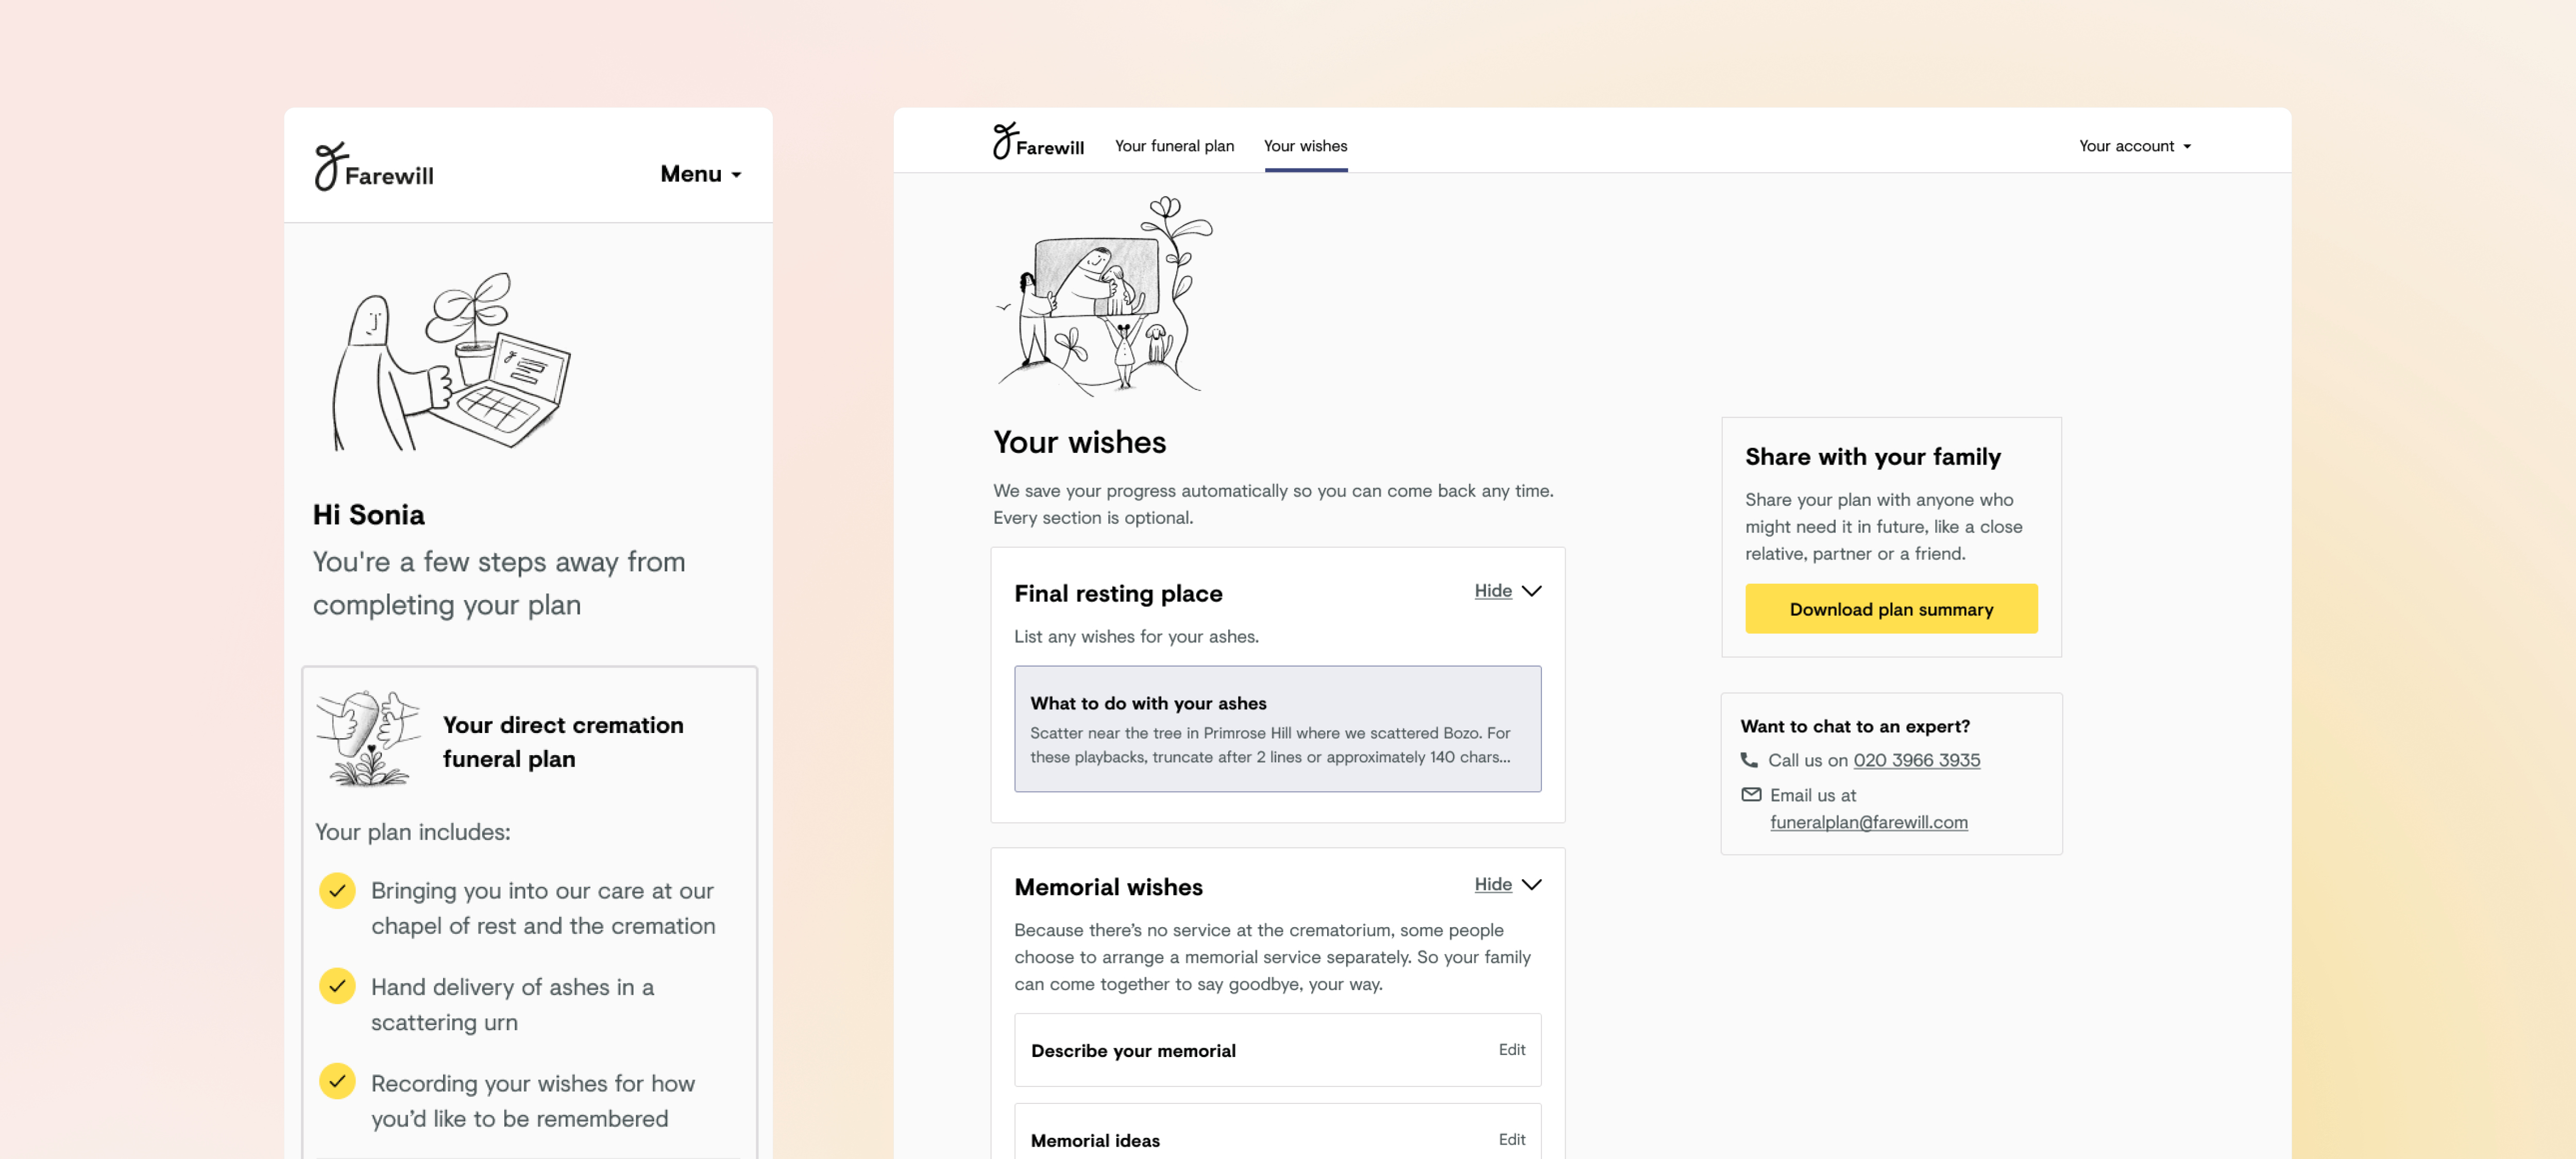 Farewill
Menu
Hi Sonia
You're a few steps away from
completing your plan
Your direct cremation
funeral plan
Your plan includes:
Bringing you into our care at our
chapel of rest and the cremation
Hand delivery of ashes in a
scattering urn
Recording your wishes for how
you’d like to be remembered
Farewill
Your funeral plan
Your wishes
Your account
Your wishes
We save your progress automatically so you can come back any time.
Every section is optional.
Final resting place
Hide
List any wishes for your ashes.
What to do with your ashes
Scatter near the tree in Primrose Hill where we scattered Bozo. For
these playbacks, truncate after 2 lines or approximately 140 chars...
Memorial wishes
Hide
Because there’s no service at the crematorium, some people
choose to arrange a memorial service separately. So your family
can come together to say goodbye, your way.
Describe your memorial
Edit
Memorial ideas
Edit
Share with your family
Share your plan with anyone who
might need it in future, like a close
relative, partner or a friend.
Download plan summary
Want to chat to an expert?
Call us on 020 3966 3935
Email us at
funeralplan@farewill.com